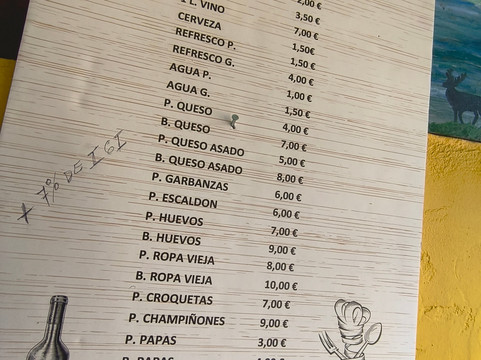 2,00 €
3,50 €
L. VINO 7,00 €
CERVEZA 1,50€
REFRESCO P. 1,50 €
REFRESCO G. 4,00 €
AGUA P. 1,00 €
AGUA G. 1,50 €
P. QUESO 4,00 €
B. QUESO 7,00 €
P. QUESO ASADO 5,00 €
B. QUESO ASADO 8,00 €
P. GARBANZAS 6,00 €
P. ESCALDON 6,00 €
P. HUEVOS 7,00 €
B. HUEVOS 9,00 €
P. ROPA VIEJA 8,00 €
B. ROPA VIEJA 10,00 €
P. CROQUETAS 7,00 €
P. CHAMPIÑONES 9,00 €
P. PAPAS 3,00 €
B. PAPAS
+ 7% DE I GI